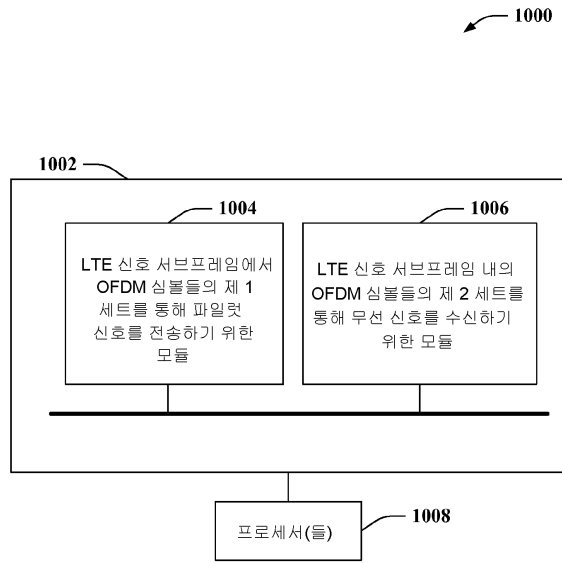 1000
1002
1004
1006
LTE 신호 서브프레임에서
OFDM 심볼들의 제 1
세트를 통해 파일럿
신호를 전송하기 위한
모듈
LTE 신호 서브프레임 내의
OFDM 심볼들의 제 2 세트를
통해 무선 신호를 수신하기
위한 모듈
프로세서(들)
1008